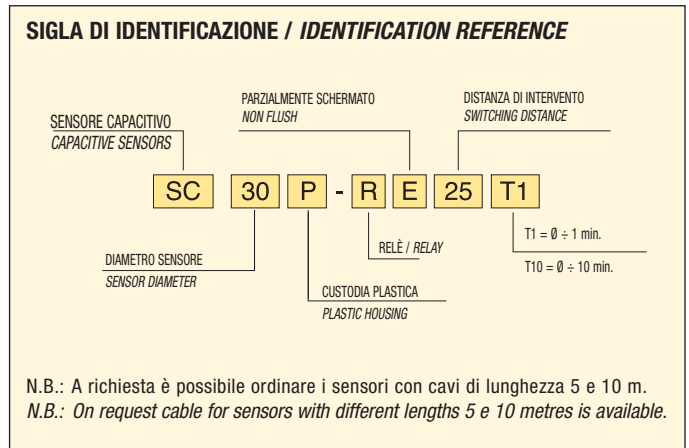 SIGLA DI IDENTIFICAZIONE / IDENTIFICATION REFERENCE
PARZIALMENTE SCHERMATO
NON FLUSH
DISTANZA DI INTERVENTO
SWITCHING DISTANCE
SENSORE CAPACITIVO
CAPACITIVE SENSORS
SC 30 P - R E 25 T1
DIAMETRO SENSORE
SENSOR DIAMETER
CUSTODIA PLASTICA
PLASTIC HOUSING
RELÈ / RELAY
T1 = Ø ÷ 1 min.
T10 = Ø ÷ 10 min.
N.B.: A richiesta è possibile ordinare i sensori con cavi di lunghezza 5 e 10 m.
N.B.: On request cable for sensors with different lengths 5 e 10 metres is available.